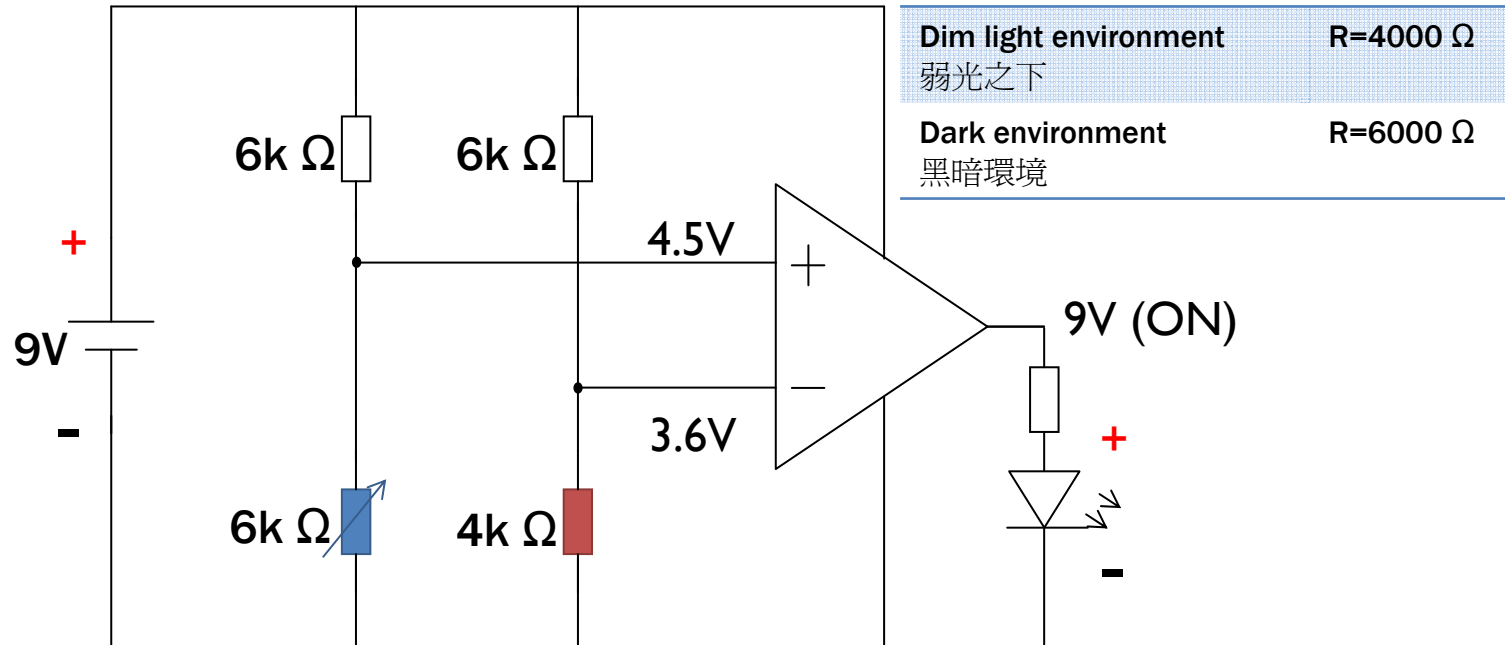 Dim light environment R=4000 Ω
弱光之下
Dark environment R=6000 Ω
黑暗環境
6k Ω
6k Ω
4.5V
+
+
9V (ON)
9V
−
3.6V
-
+
6k Ω
4k Ω
-